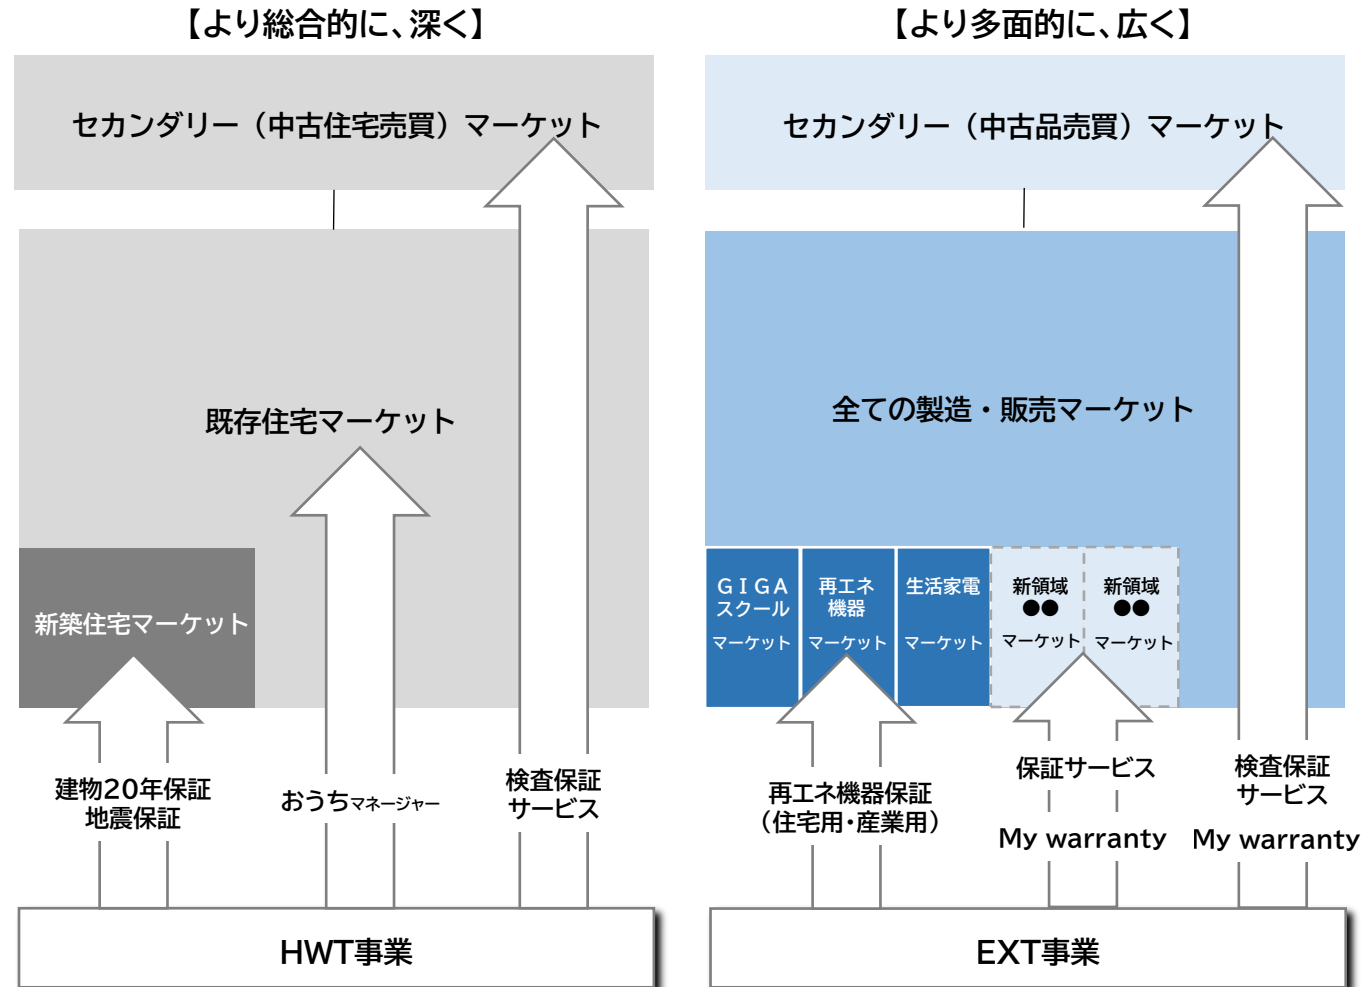 【より総合的に、深く】
セカンダリー（中古住宅売買）マーケット
既存住宅マーケット
新築住宅マーケット
建物20年保証
地震保証
おうちマネージャー
検査保証
サービス
HWT事業
【より多面的に、広く】
セカンダリー（中古品売買）マーケット
全ての製造・販売マーケット
ＧＩＧＡ
スクール
マーケット
再エネ
機器
マーケット
生活家電
マーケット
新領域
●●
マーケット
新領域
●●
マーケット
再エネ機器保証
（住宅用・産業用）
保証サービス
My warranty
検査保証
サービス
My warranty
EXT事業